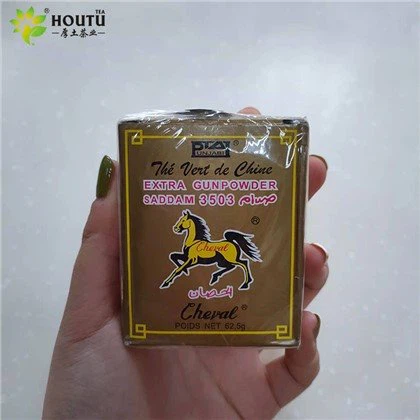 HOUTU TEA
厚土茶业
PUNJABI
Thé Vert de Chine
EXTRA GUNPOWDER
SADDAM 3503 صدام
Cheval
الحصان
Cheval
POIDS NET 62,5g